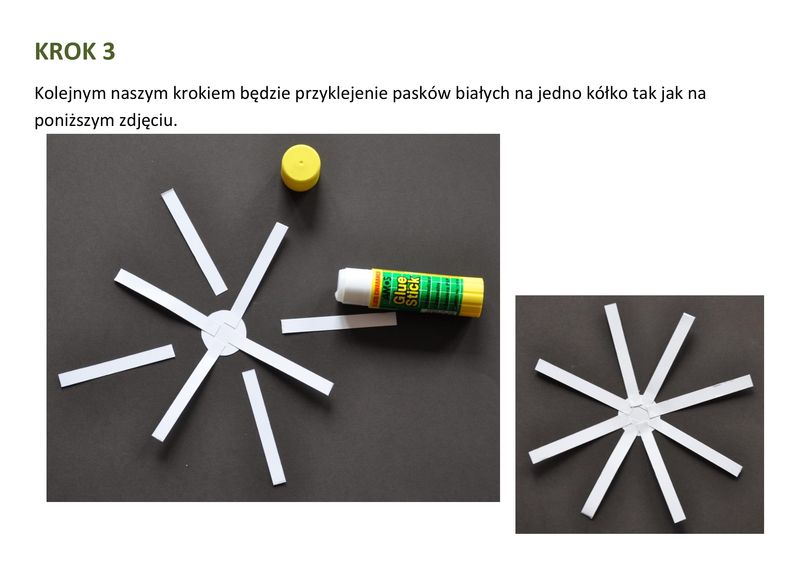 KROK 3
Kolejnym naszym krokiem będzie przyklejenie pasków białych na jedno kółko tak jak na
poniższym zdjęciu.
Glue
Stick